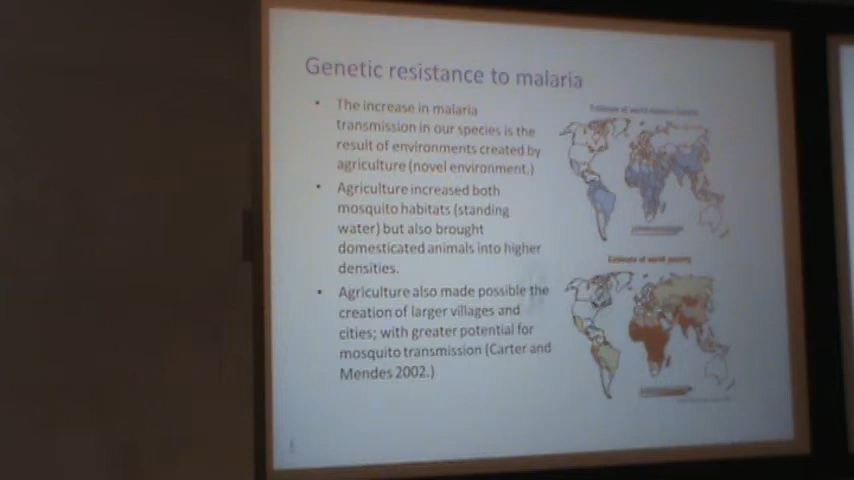 Genetic resistance to malaria
• The increase in malaria
transmission in our species is the
result of environments created by
agriculture (novel environment.)
• Agriculture increased both
mosquito habitats (standing
water) but also brought
domesticated animals into higher
densities.
• Agriculture also made possible the
creation of larger villages and
cities; with greater potential for
mosquito transmission (Carter and
Mendes 2002.)
Estimate of world
Estimate of world poverty